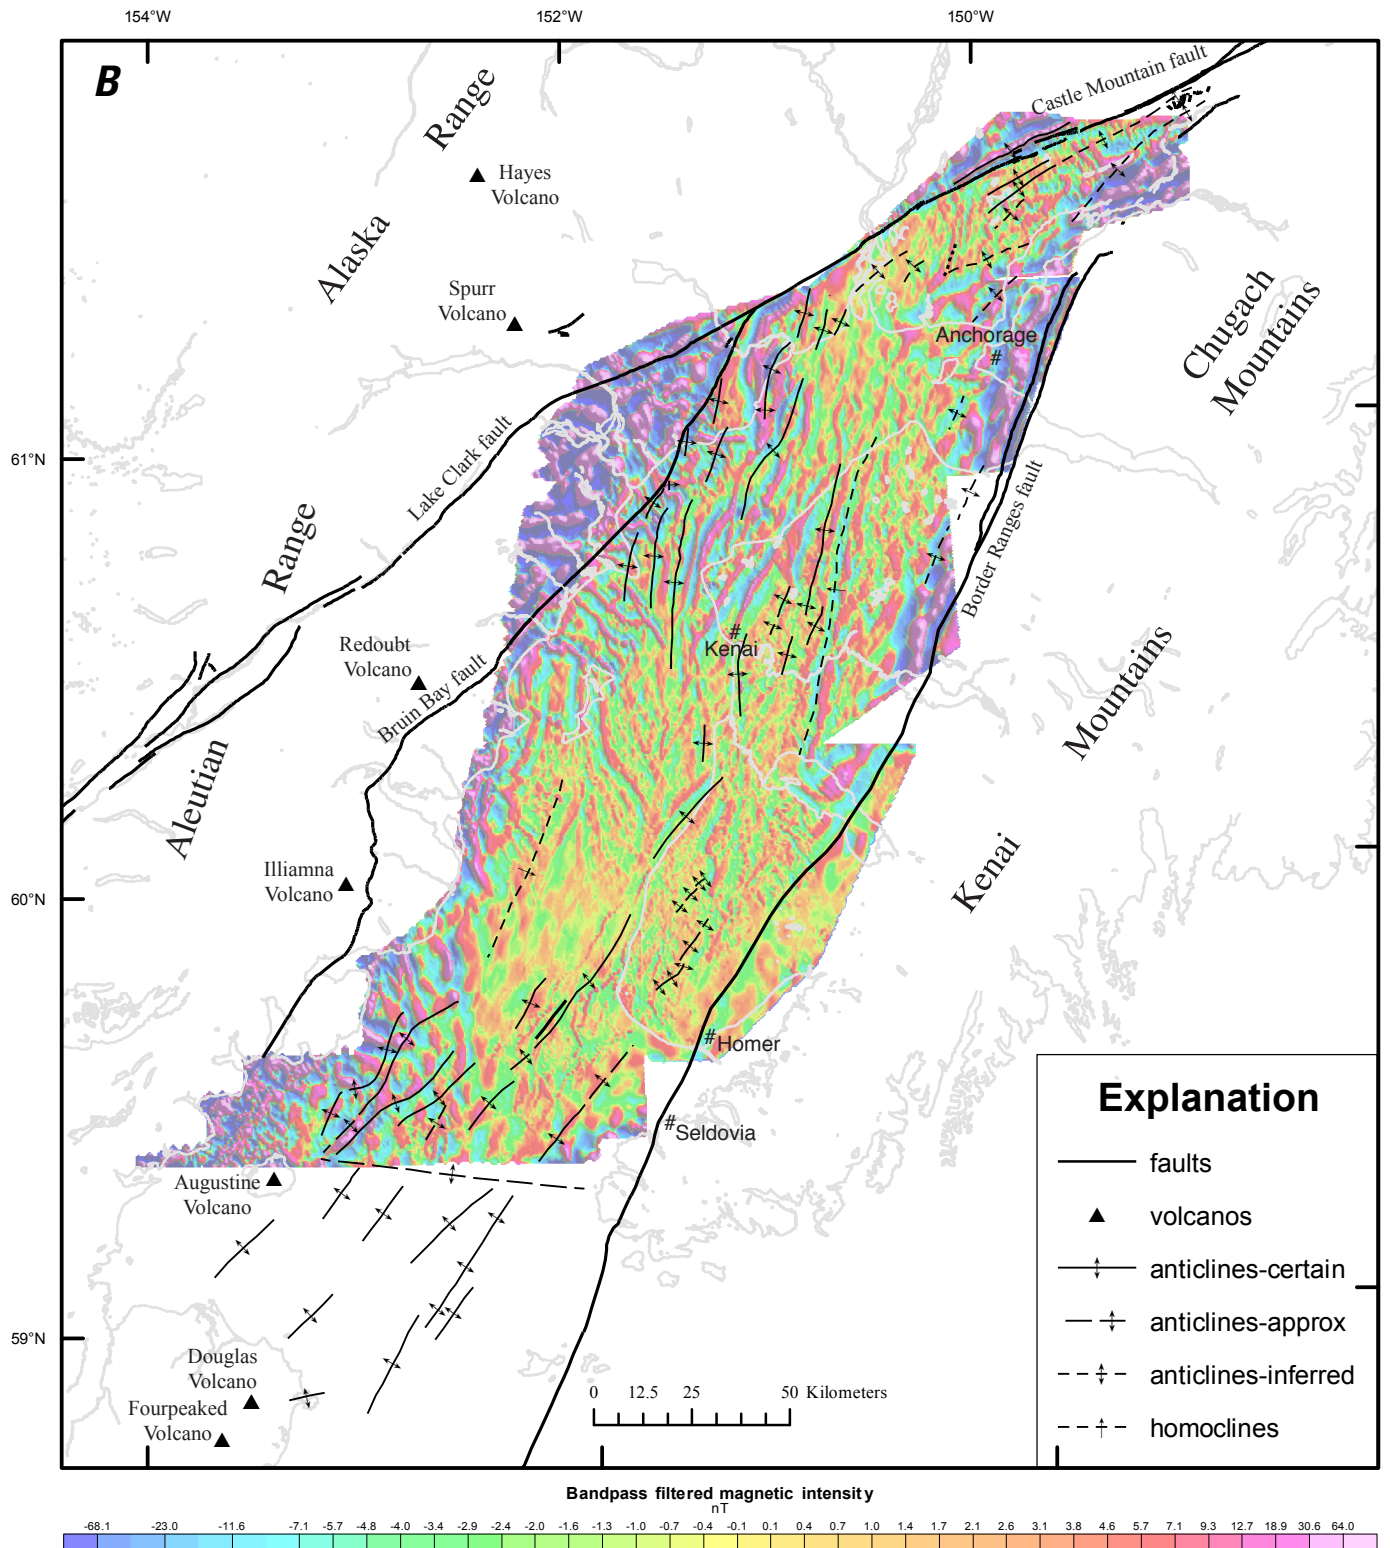 154°W 152°W 150°W
B
Castle Mountain fault
Alaska Range
Hayes
Volcano
Spurr
Volcano
Chugach
Mountains
Anchorage
#
61°N
Lake Clark fault
Border Ranges fault
Aleutian Range
#
Kenai
Redoubt
Volcano
Bruin Bay fault
Kenai Mountains
Illiamna
Volcano
60°N
#Homer
#Seldovia
Augustine
Volcano
59°N
Douglas
Volcano
Fourpeaked
Volcano
0 12.5 25 50 Kilometers
Explanation
faults
volcanos
anticlines-certain
anticlines-approx
anticlines-inferred
homoclines
Bandpass filtered magnetic intensity
nT
-68.1 -23.0 -11.6 -7.1 -5.7 -4.8 -4.0 -3.4 -2.9 -2.4 -2.0 -1.6 -1.3 -1.0 -0.7 -0.4 -0.1 0.1 0.4 0.7 1.0 1.4 1.7 2.1 2.6 3.1 3.8 4.6 5.7 7.1 9.3 12.7 18.9 30.6 64.0